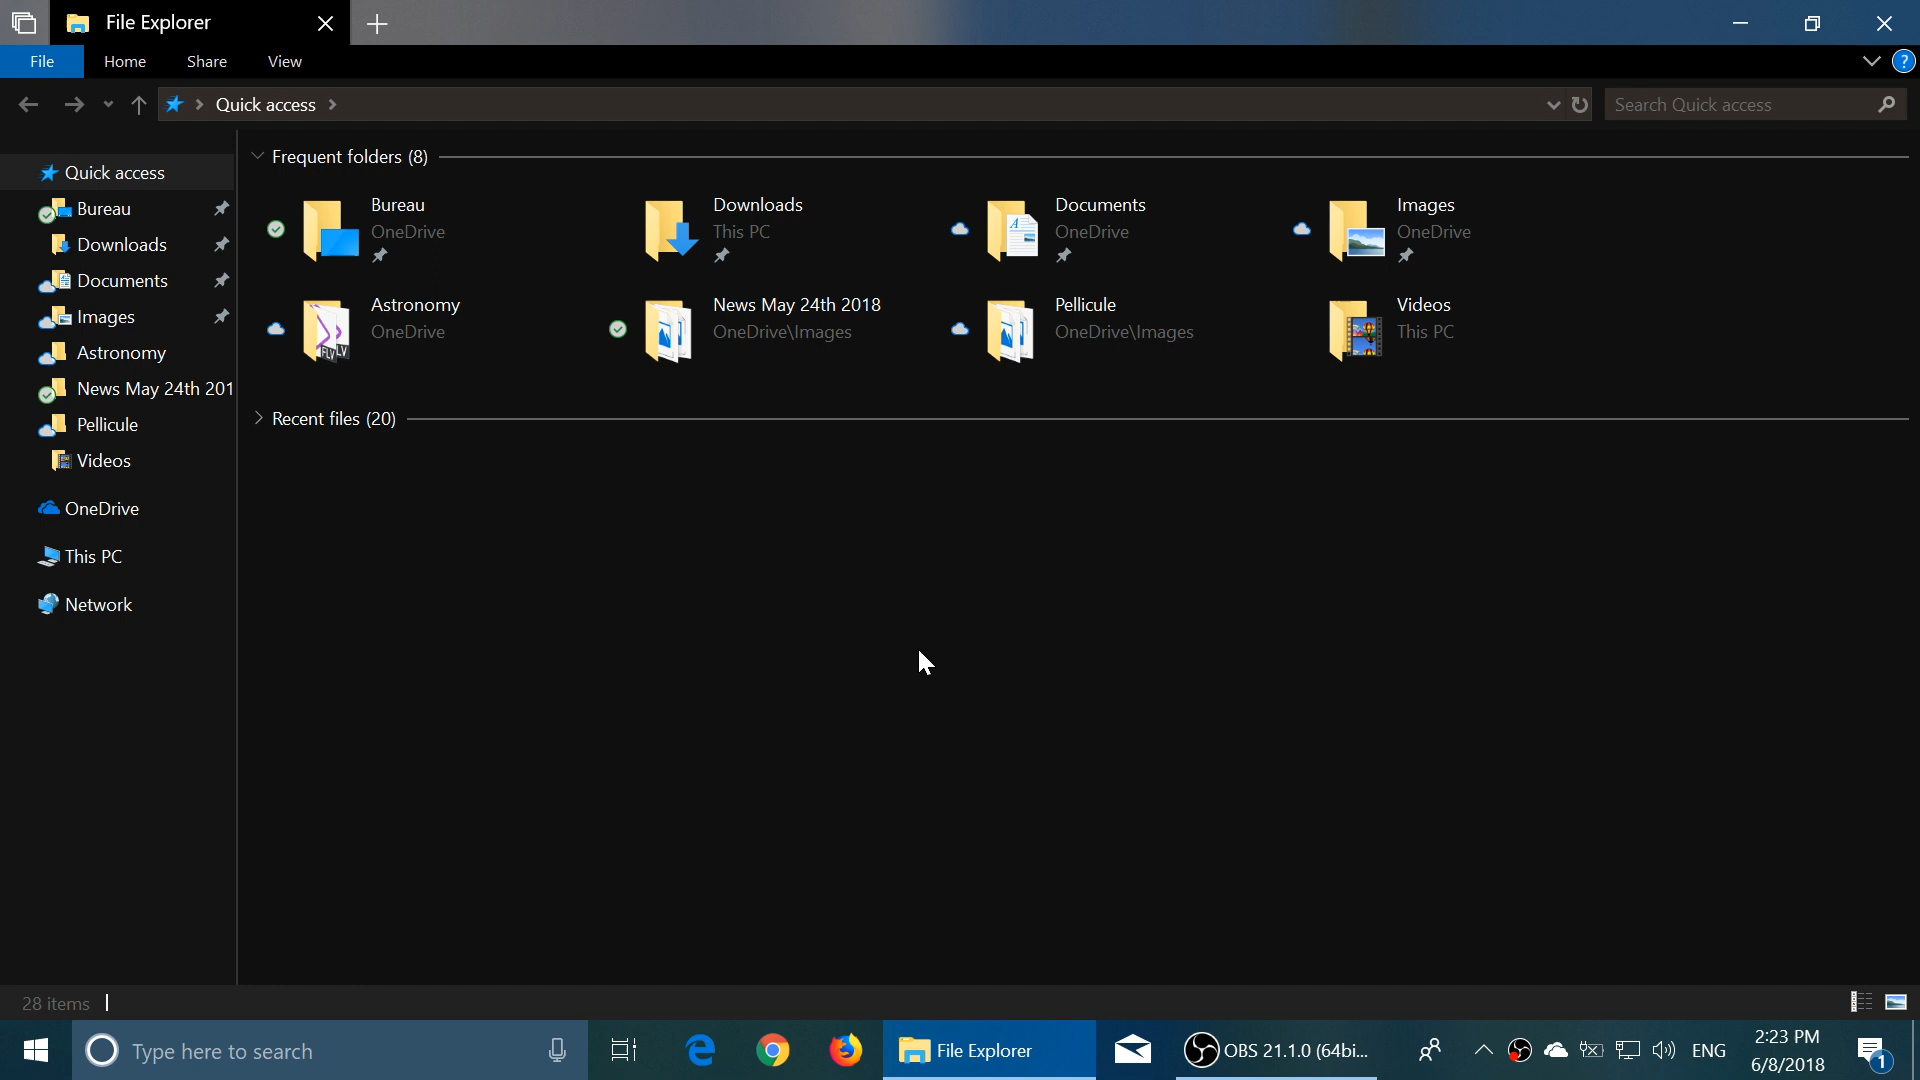 File Explorer
File Home Share View
?
Quick access
Search Quick access
Quick access
Bureau
Downloads
Documents
Images
Astronomy
News May 24th 201
Pellicule
Videos
OneDrive
This PC
Network
Frequent folders (8)
Bureau
OneDrive
Downloads
This PC
Documents
OneDrive
Images
OneDrive
Astronomy
OneDrive
News May 24th 2018
OneDrive\Images
Pellicule
OneDrive\Images
Videos
This PC
Recent files (20)
28 items
Type here to search
File Explorer
OBS 21.1.0 (64bi...
ENG
2:23 PM
6/8/2018
1